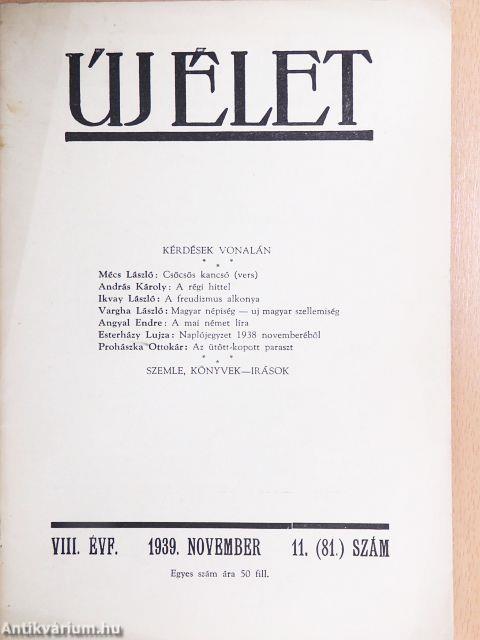 ÚJ ÉLET
KÉRDÉSEK VONALÁN
* * *
Mécs László: Csöcsös kancsó (vers)
András Károly: A régi hittel
Ikvay László: A freudizmus alkonya
Vargha László: Magyar népiség — uj magyar szellemiség
Angyal Endre: A mai német líra
Esterházy Lujza: Naplójegyzet 1938 novemberéből
Prohászka Ottokár: Az ütött-kopott paraszt
* * *
SZEMLE, KÖNYVEK—IRÁSOK
VIII. ÉVF. 1939. NOVEMBER 11. (81.) SZÁM
Egyes szám ára 50 fill.
Antikvárium.hu